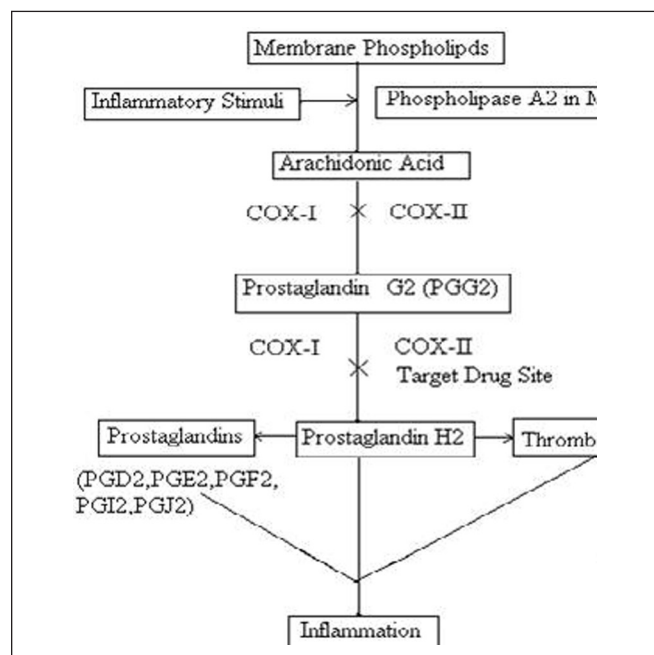 Membrane Phospholipds
Inflammatory Stimuli
Phospholipase A2 in
Arachidonic Acid
COX-I COX-II
Prostaglandin G2 (PGG2)
COX-I COX-II
Target Drug Site
Prostaglandins
Prostaglandin H2
Thromb
(PGD2,PGE2,PGF2,
PGI2,PGJ2)
Inflammation